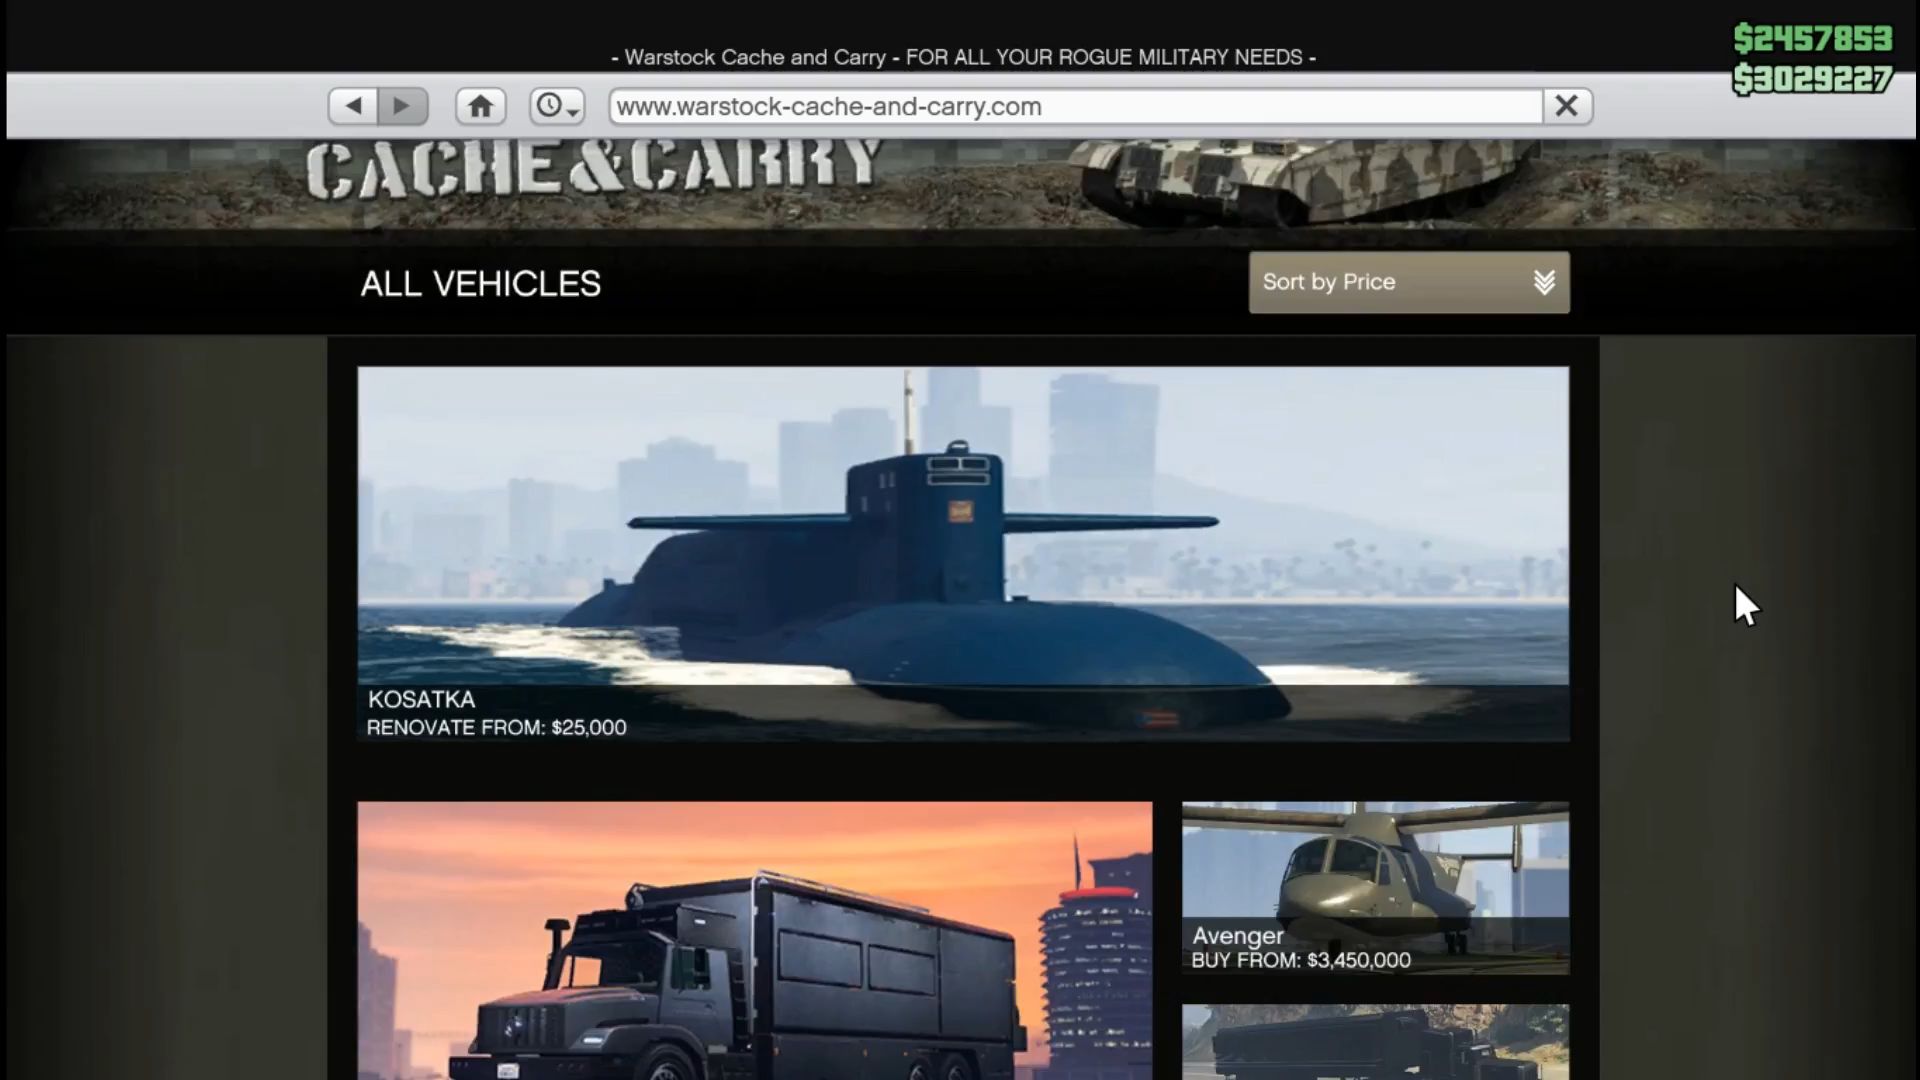 $2457853
- Warstock Cache and Carry - FOR ALL YOUR ROGUE MILITARY NEEDS -
$3029227
www.warstock-cache-and-carry.com
CACHE&CARRY
ALL VEHICLES
Sort by Price
KOSATKA
RENOVATE FROM: $25,000
Avenger
BUY FROM: $3,450,000